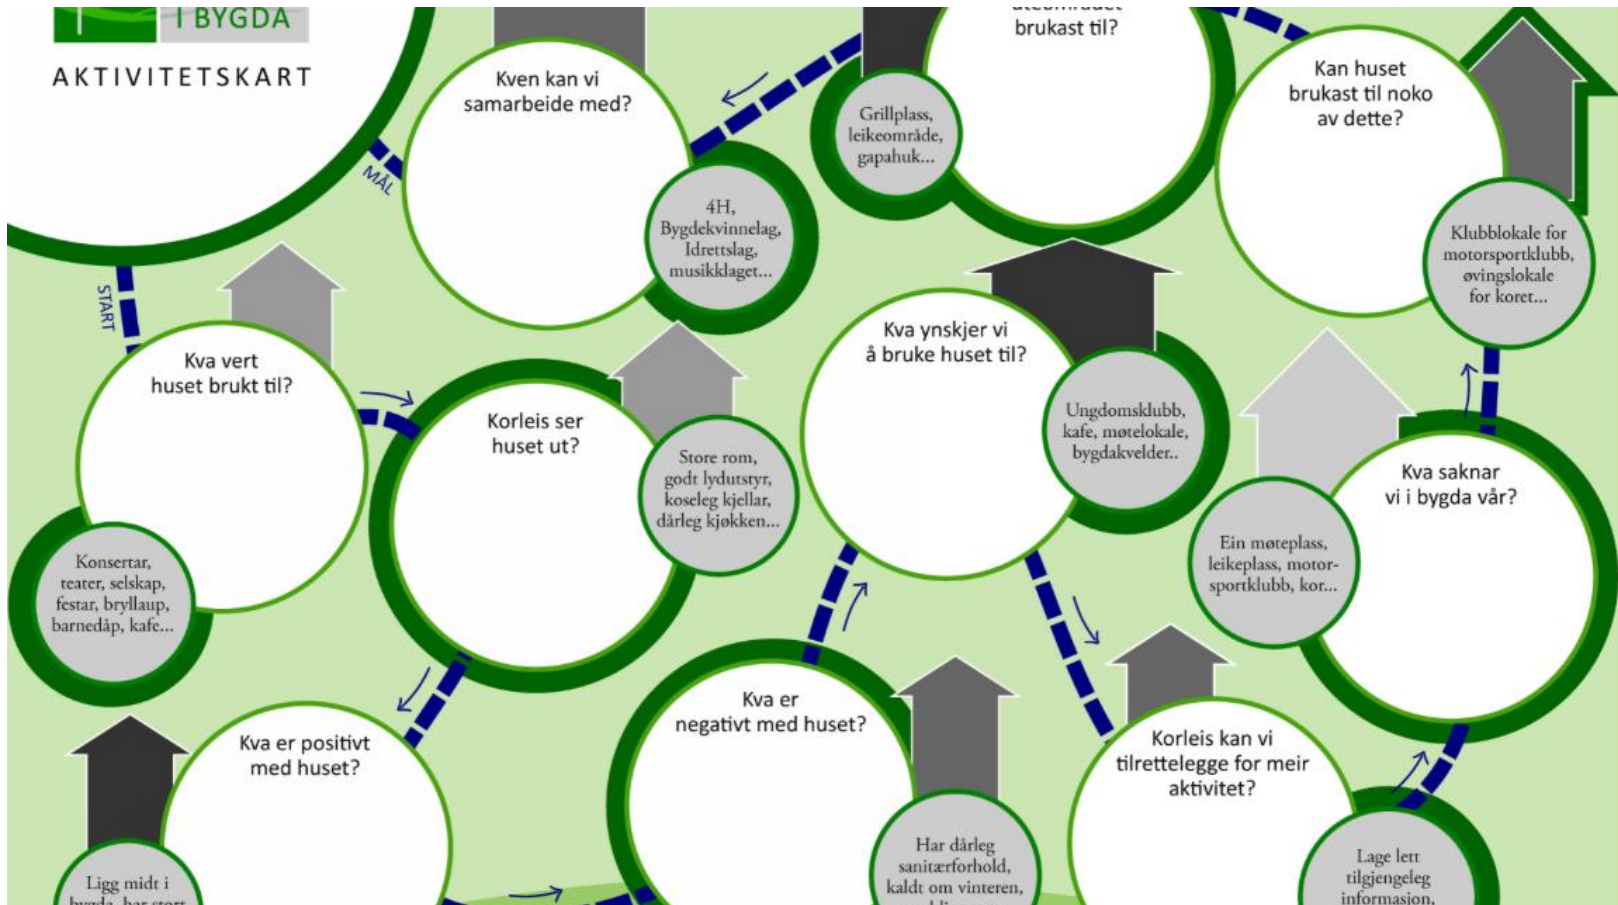 I BYGDA
AKTIVITETSKART
START
MÅL
Kva vert
huset brukt til?
Konsertar,
teater, selskap,
festar, bryllaup,
barnedåp, kafe...
Korleis ser
huset ut?
Store rom,
godt lydutstyr,
koseleg kjellar,
dårleg kjøkken...
Kva er positivt
med huset?
Ligg midt i
bygda, har stort
Kva er
negativt med huset?
Har dårleg
sanitærforhold,
kaldt om vinteren,
Kva ynskjer vi
å bruke huset til?
Ungdomsklubb,
kafe, møtelokale,
bygdakvelder..
Korleis kan vi
tilrettelegge for meir
aktivitet?
Lage lett
tilgjengeleg
informasjon,
Kva saknar
vi i bygda vår?
Ein møteplass,
leikeplass, motor-
sportklubb, kor...
Kan huset
brukast til noko
av dette?
Klubblokale for
motorsportklubb,
øvingslokale
for koret...
uteområdet
brukast til?
Grillplass,
leikeområde,
gapahuk...
Kven kan vi
samarbeide med?
4H,
Bygdekvinnelag,
Idrettslag,
musikklaget...